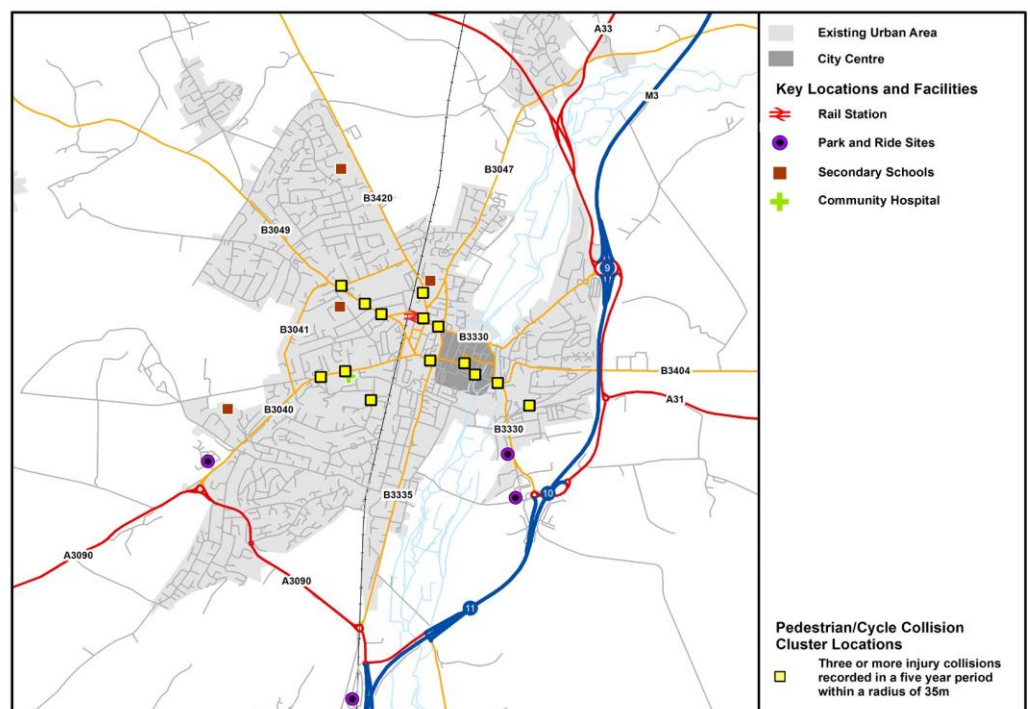 A33
M3
B3047
B3420
B3049
9
B3041
B3330
B3404
A31
B3040
B3330
B3335
10
A3090
A3090
11
Existing Urban Area
City Centre
Key Locations and Facilities
Rail Station
Park and Ride Sites
Secondary Schools
Community Hospital
Pedestrian/Cycle Collision
Cluster Locations
Three or more injury collisions
recorded in a five year period
within a radius of 35m